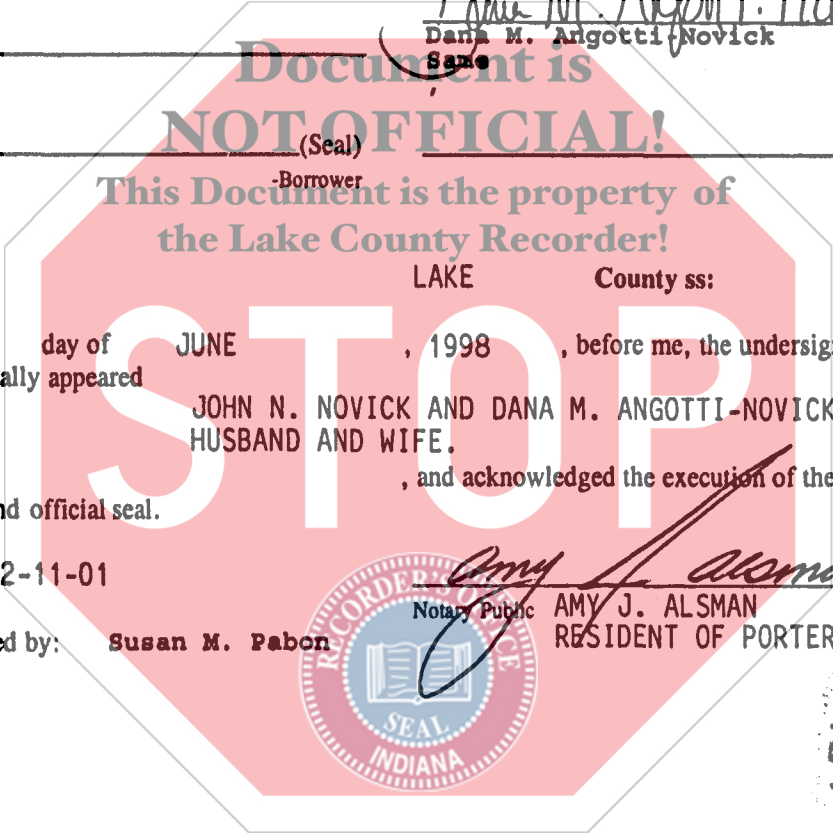 Dana M. Angotti-Novick
Same
Document is
NOT OFFICIAL!
(Seal)
-Borrower
This Document is the property of
the Lake County Recorder!
LAKE County ss:
day of JUNE , 1998 , before me, the undersig
ally appeared
JOHN N. NOVICK AND DANA M. ANGOTTI-NOVICK
HUSBAND AND WIFE.
STOP
, and acknowledged the execution of the
nd official seal.
2-11-01
Amy J. Alsma
Notary Public AMY J. ALSMAN
RESIDENT OF PORTER
d by: Susan M. Pabon
RECORDER'S OFFICE
SEAL
INDIANA